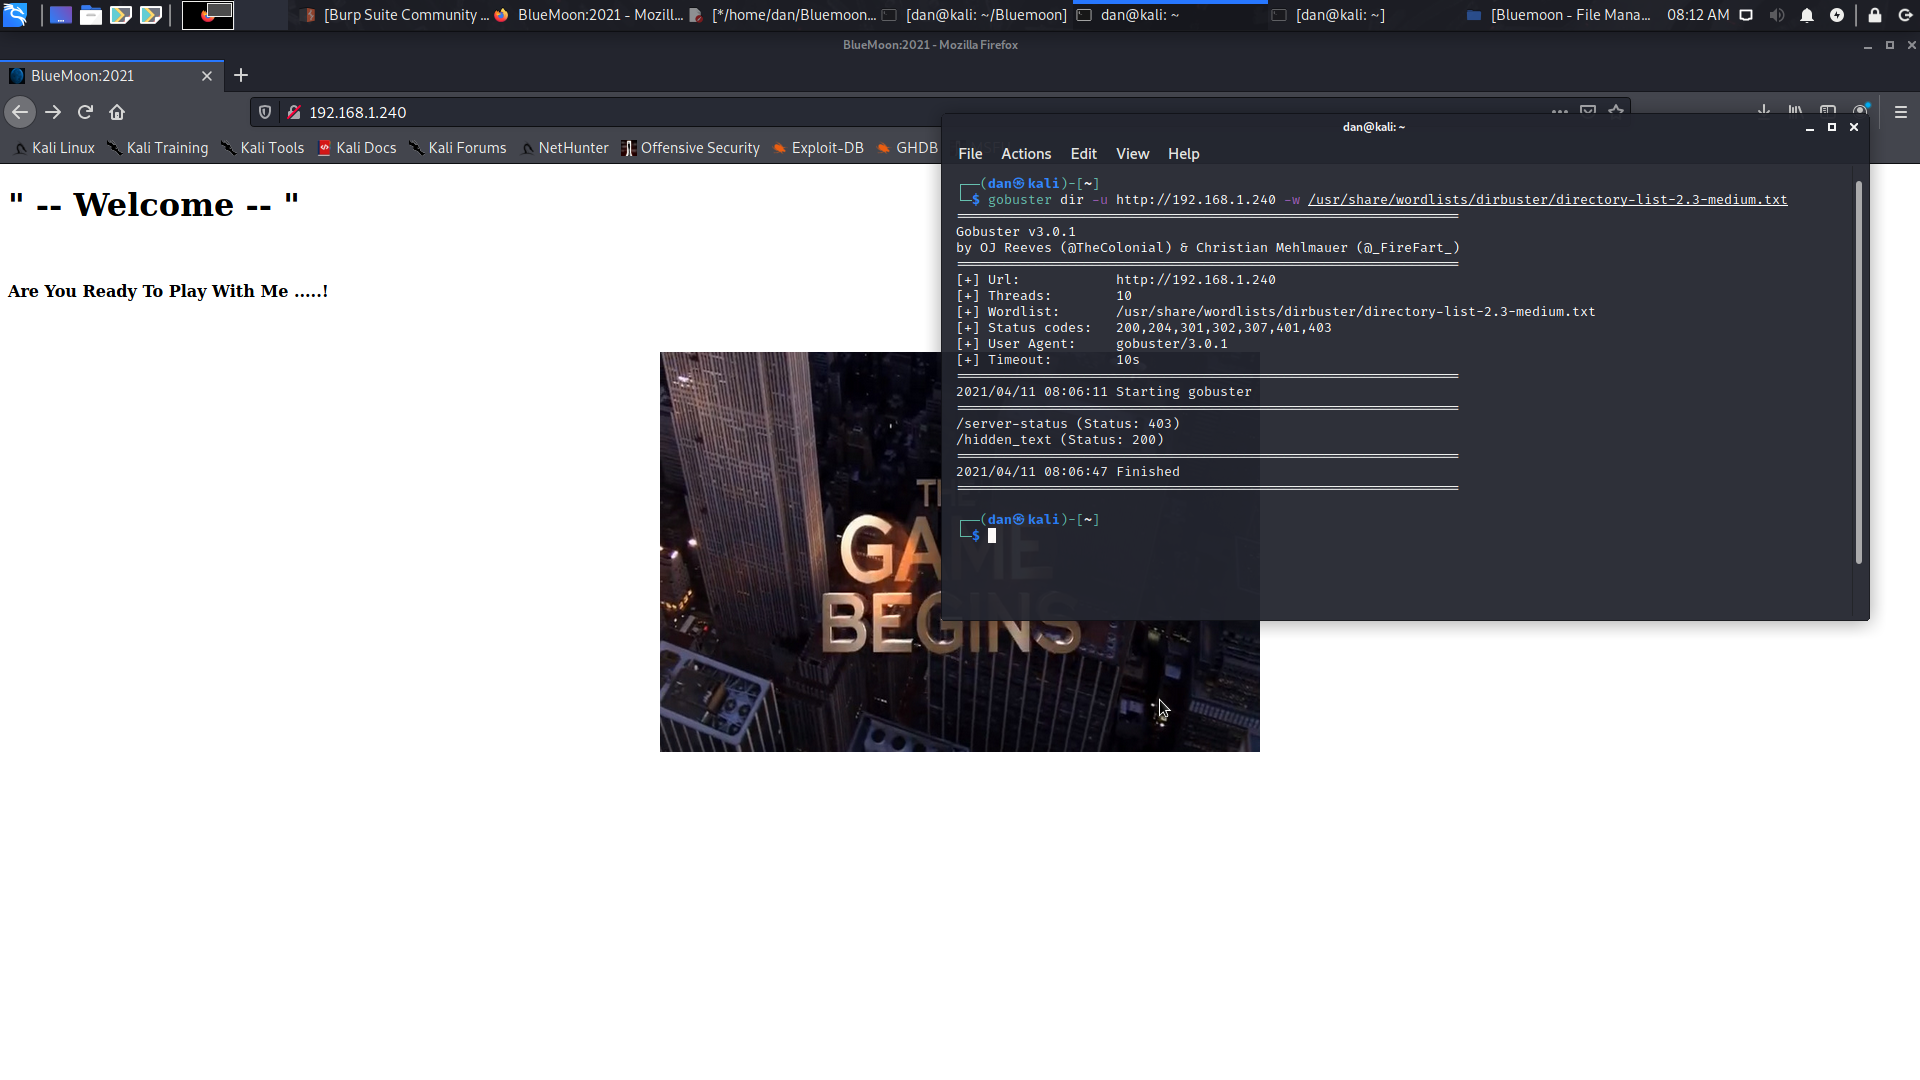 [Burp Suite Community ...
BlueMoon:2021 - Mozill...
[*/home/dan/Bluemoon...
[dan@kali: ~/Bluemoon]
dan@kali: ~
[dan@kali: ~]
[Bluemoon - File Mana...
08:12 AM
BlueMoon:2021 - Mozilla Firefox
BlueMoon:2021
192.168.1.240
Kali Linux
Kali Training
Kali Tools
Kali Docs
Kali Forums
NetHunter
Offensive Security
Exploit-DB
GHDB
" -- Welcome -- "
Are You Ready To Play With Me .....!
THE
GAME
BEGINS
dan@kali: ~
File Actions Edit View Help
┌──(dan㉿kali)-[~]
└─$ gobuster dir -u http://192.168.1.240 -w /usr/share/wordlists/dirbuster/directory-list-2.3-medium.txt
===============================================================
Gobuster v3.0.1
by OJ Reeves (@TheColonial) & Christian Mehlmauer (@_FireFart_)
===============================================================
[+] Url:            http://192.168.1.240
[+] Threads:        10
[+] Wordlist:       /usr/share/wordlists/dirbuster/directory-list-2.3-medium.txt
[+] Status codes:   200,204,301,302,307,401,403
[+] User Agent:     gobuster/3.0.1
[+] Timeout:        10s
===============================================================
2021/04/11 08:06:11 Starting gobuster
===============================================================
/server-status (Status: 403)
/hidden_text (Status: 200)
===============================================================
2021/04/11 08:06:47 Finished
===============================================================
┌──(dan㉿kali)-[~]
└─$